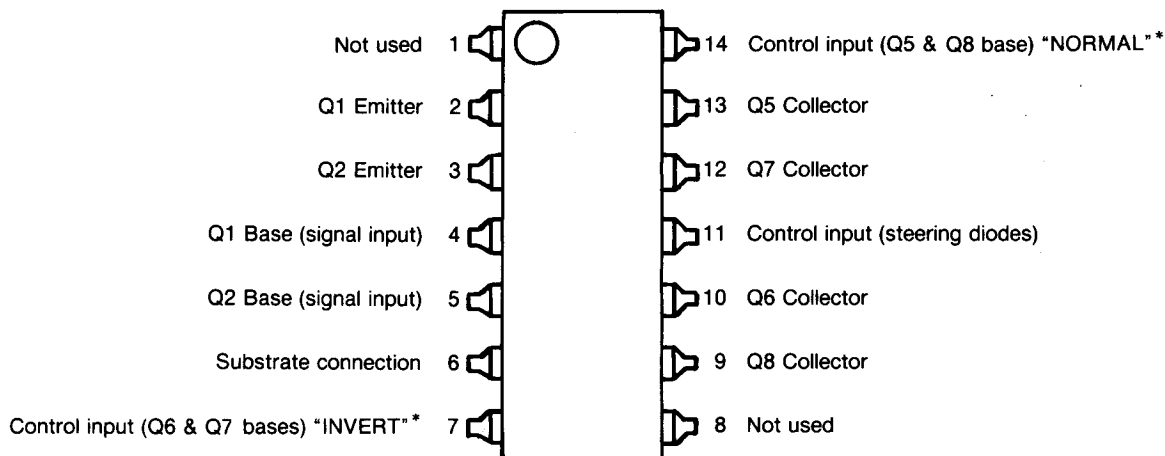 Not used 1
14 Control input (Q5 & Q8 base) “NORMAL”*
Q1 Emitter 2
13 Q5 Collector
Q2 Emitter 3
12 Q7 Collector
Q1 Base (signal input) 4
11 Control input (steering diodes)
Q2 Base (signal input) 5
10 Q6 Collector
Substrate connection 6
9 Q8 Collector
Control input (Q6 & Q7 bases) “INVERT”* 7
8 Not used